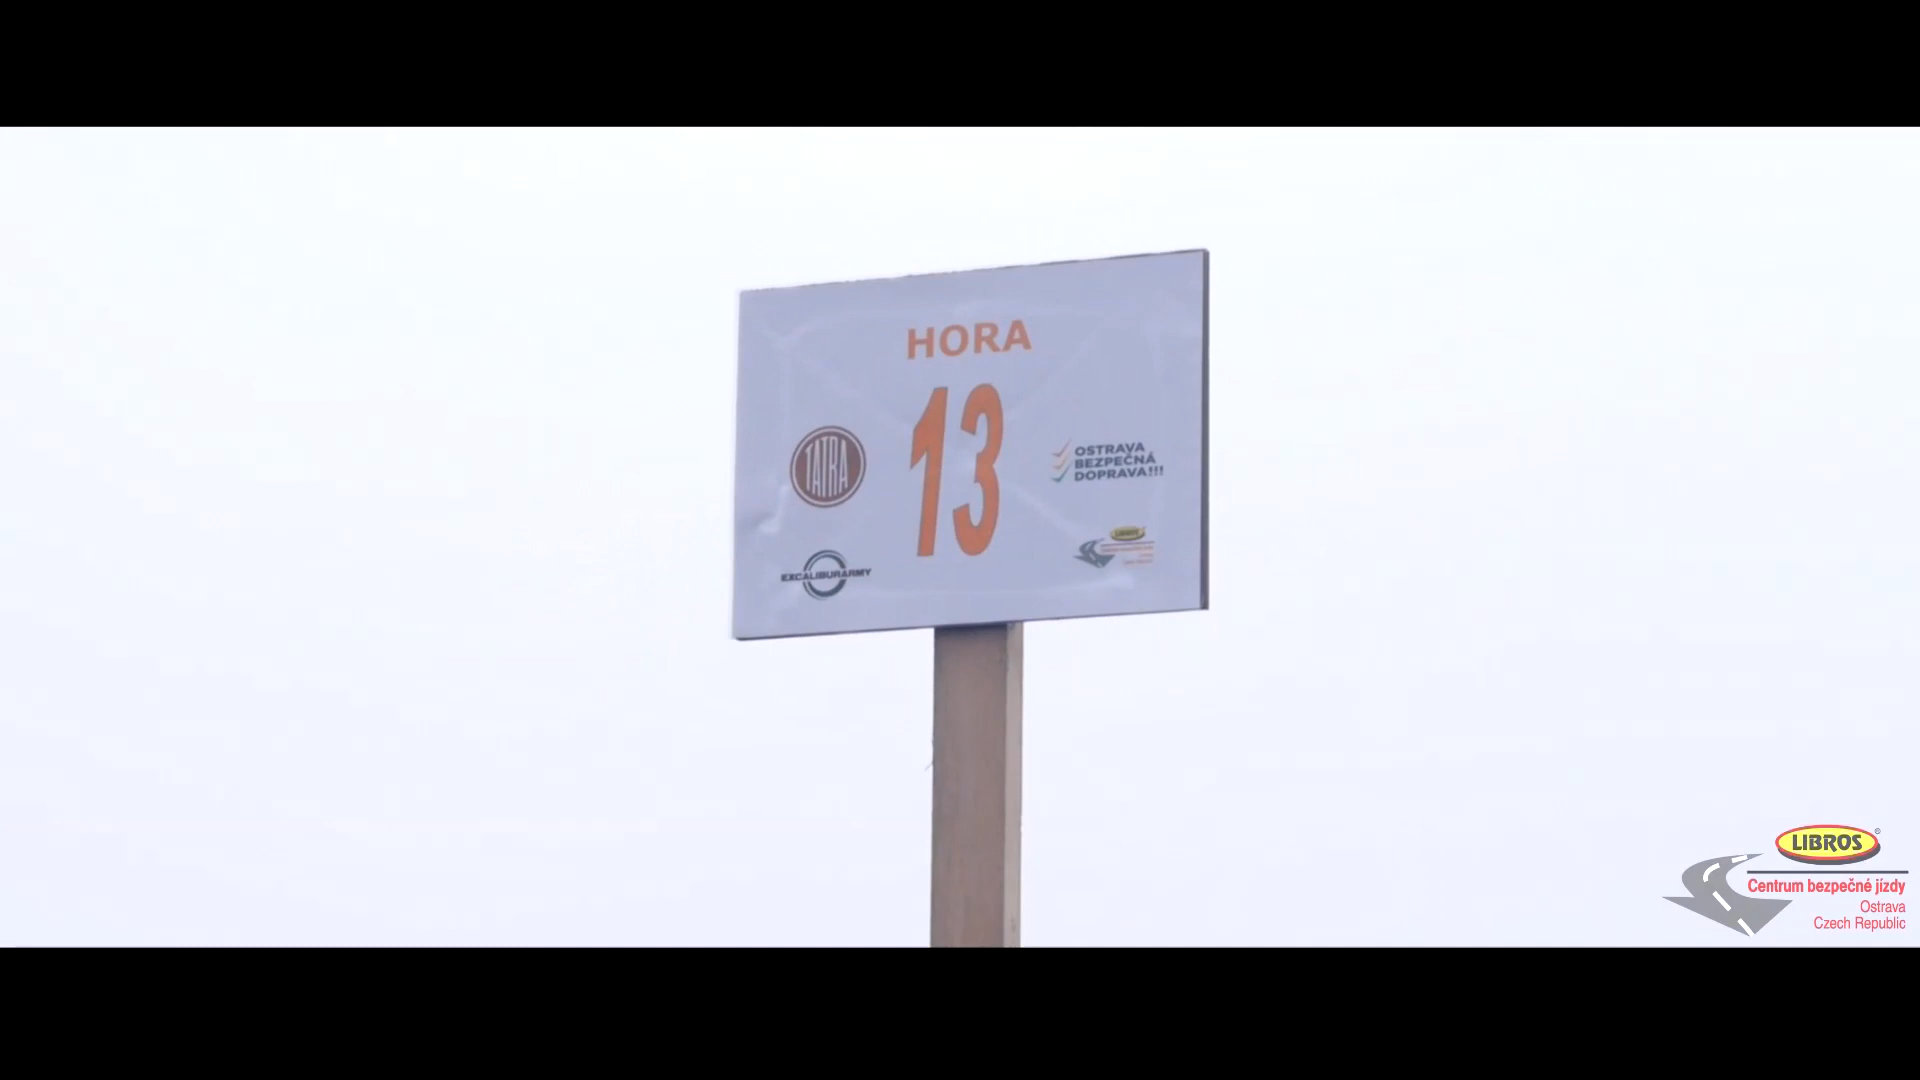 HORA
13
TATRA
OSTRAVA
BEZPEČNÁ
DOPRAVA!!!
EXCALIBURARMY
LIBROS
LIBROS
Centrum bezpečné jízdy
Ostrava
Czech Republic